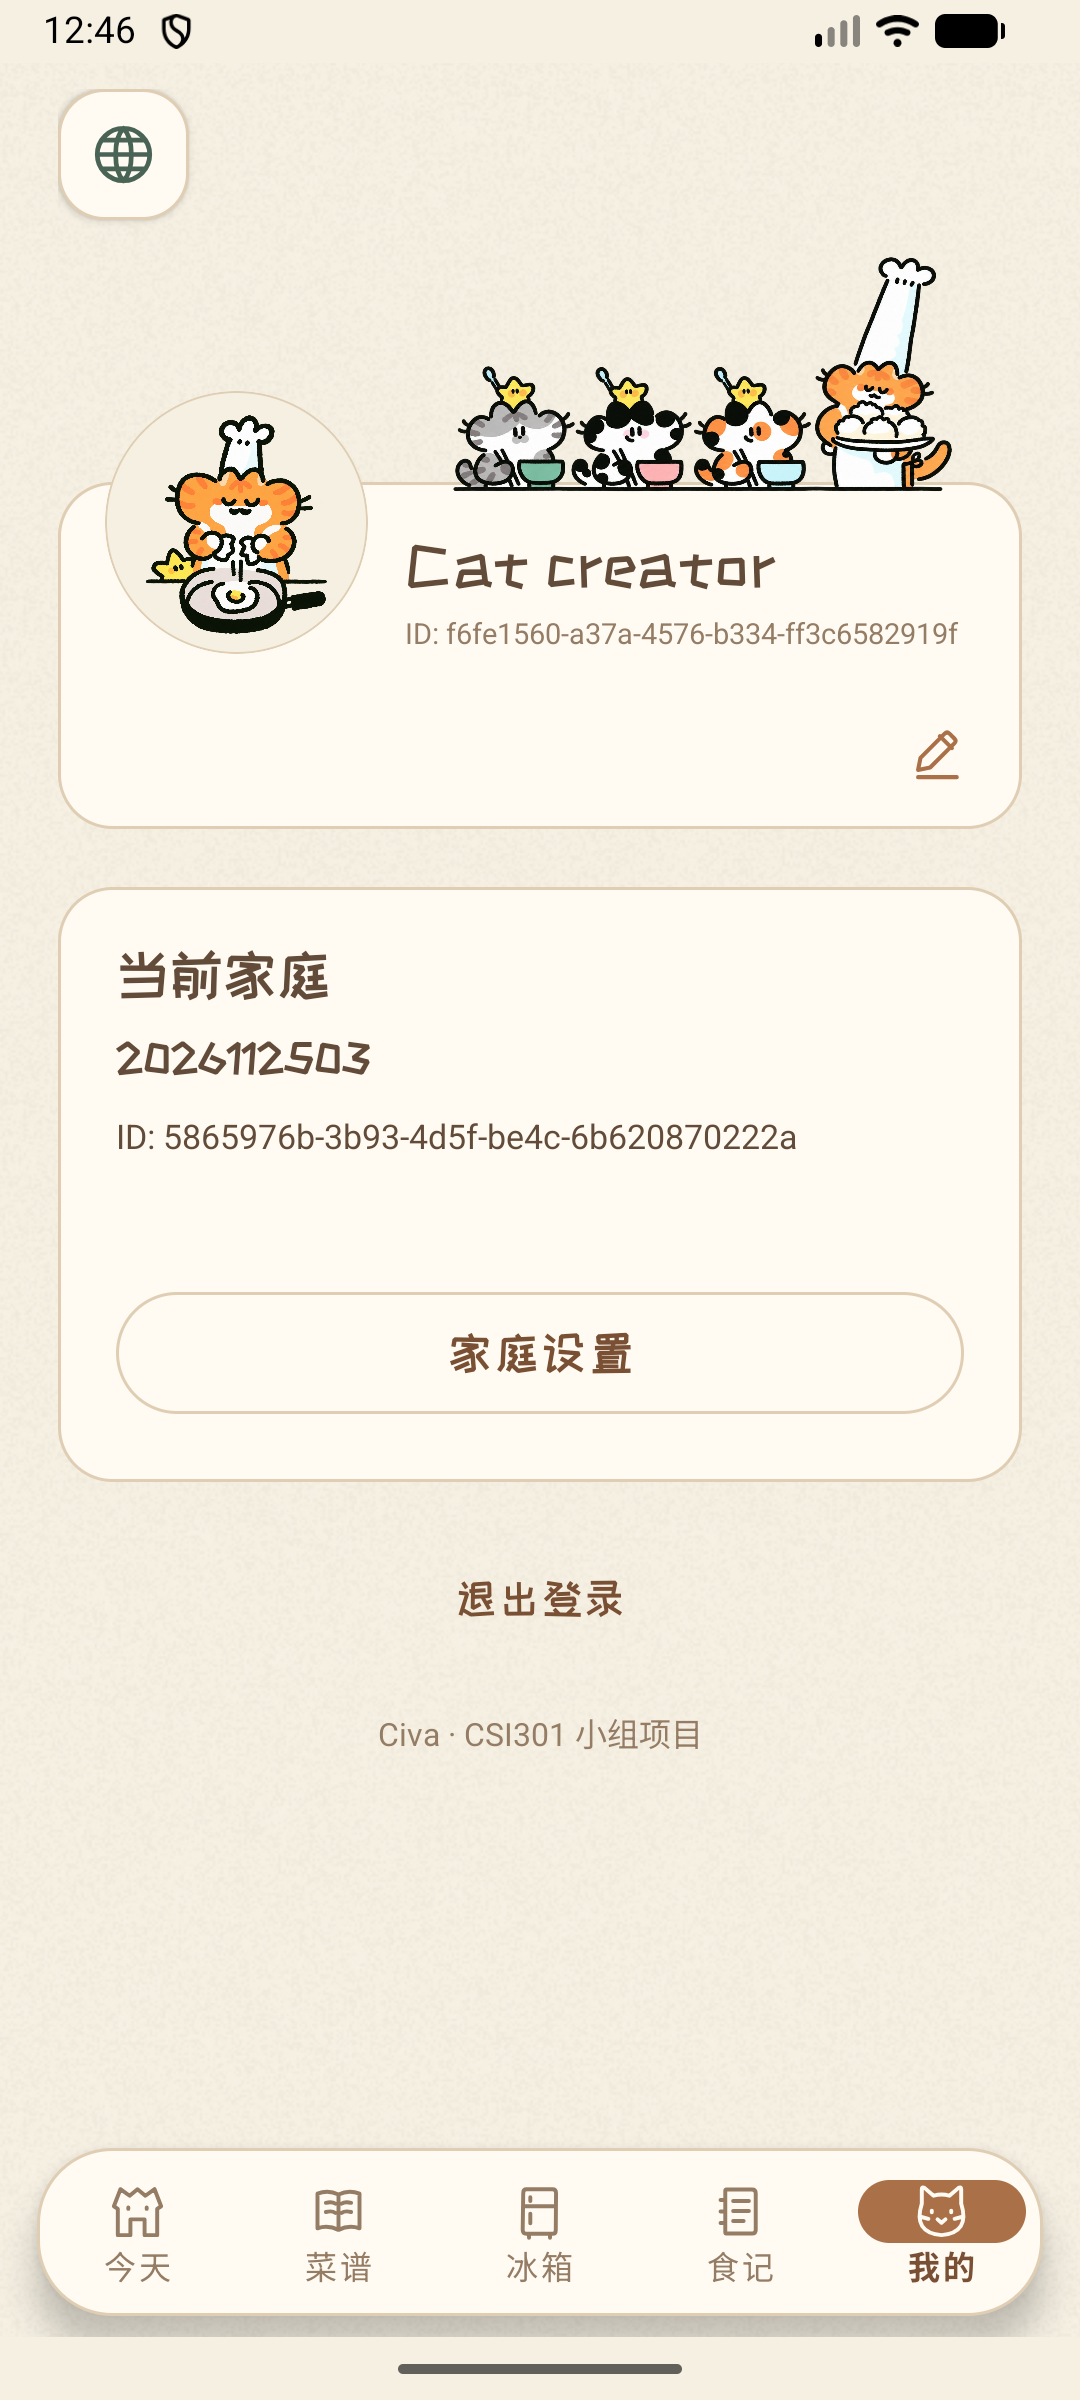 12:46
Cat creator
ID: f6fe1560-a37a-4576-b334-ff3c6582919f
当前家庭
2026112503
ID: 5865976b-3b93-4d5f-be4c-6b620870222a
家庭设置
退出登录
Civa · CSI301 小组项目
今天 菜谱 冰箱 食记 我的